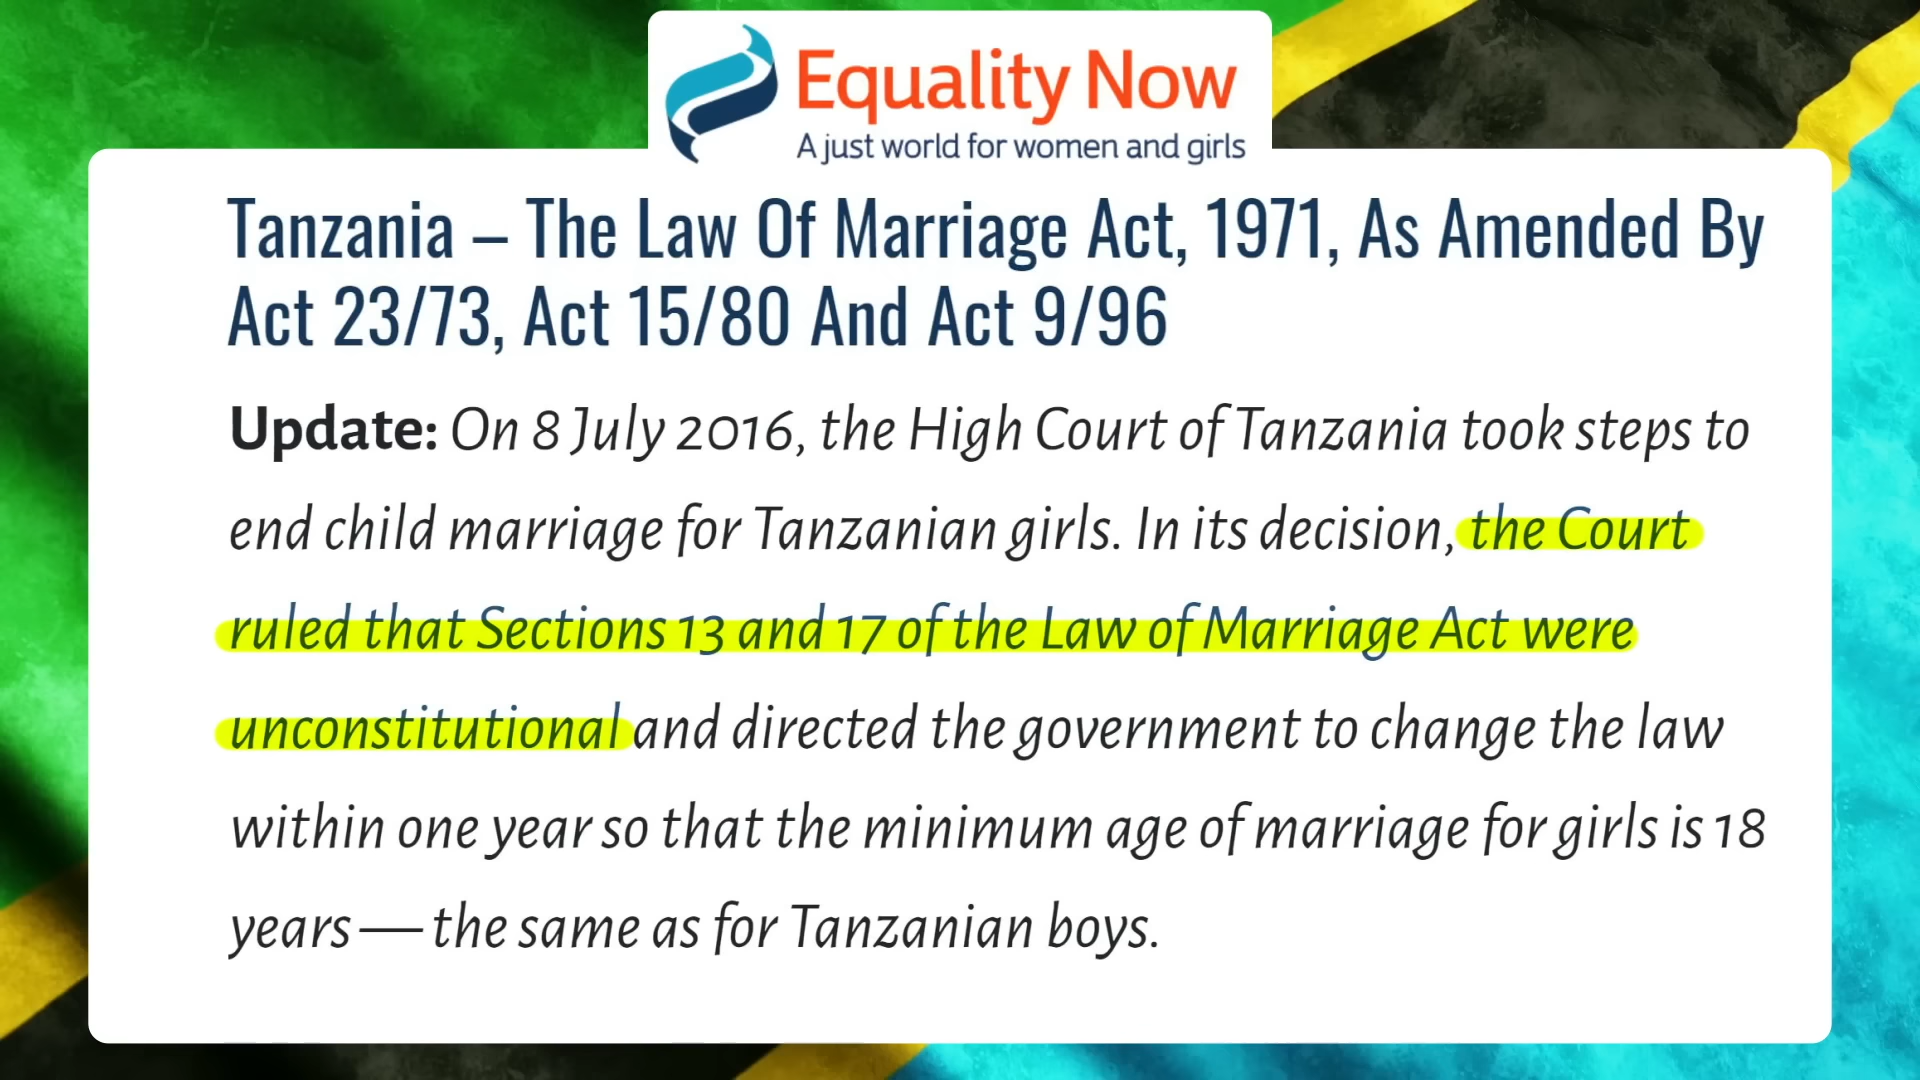 Equality Now
A just world for women and girls
Tanzania – The Law Of Marriage Act, 1971, As Amended By
Act 23/73, Act 15/80 And Act 9/96
Update: On 8 July 2016, the High Court of Tanzania took steps to
end child marriage for Tanzanian girls. In its decision, the Court
ruled that Sections 13 and 17 of the Law of Marriage Act were
unconstitutional and directed the government to change the law
within one year so that the minimum age of marriage for girls is 18
years — the same as for Tanzanian boys.